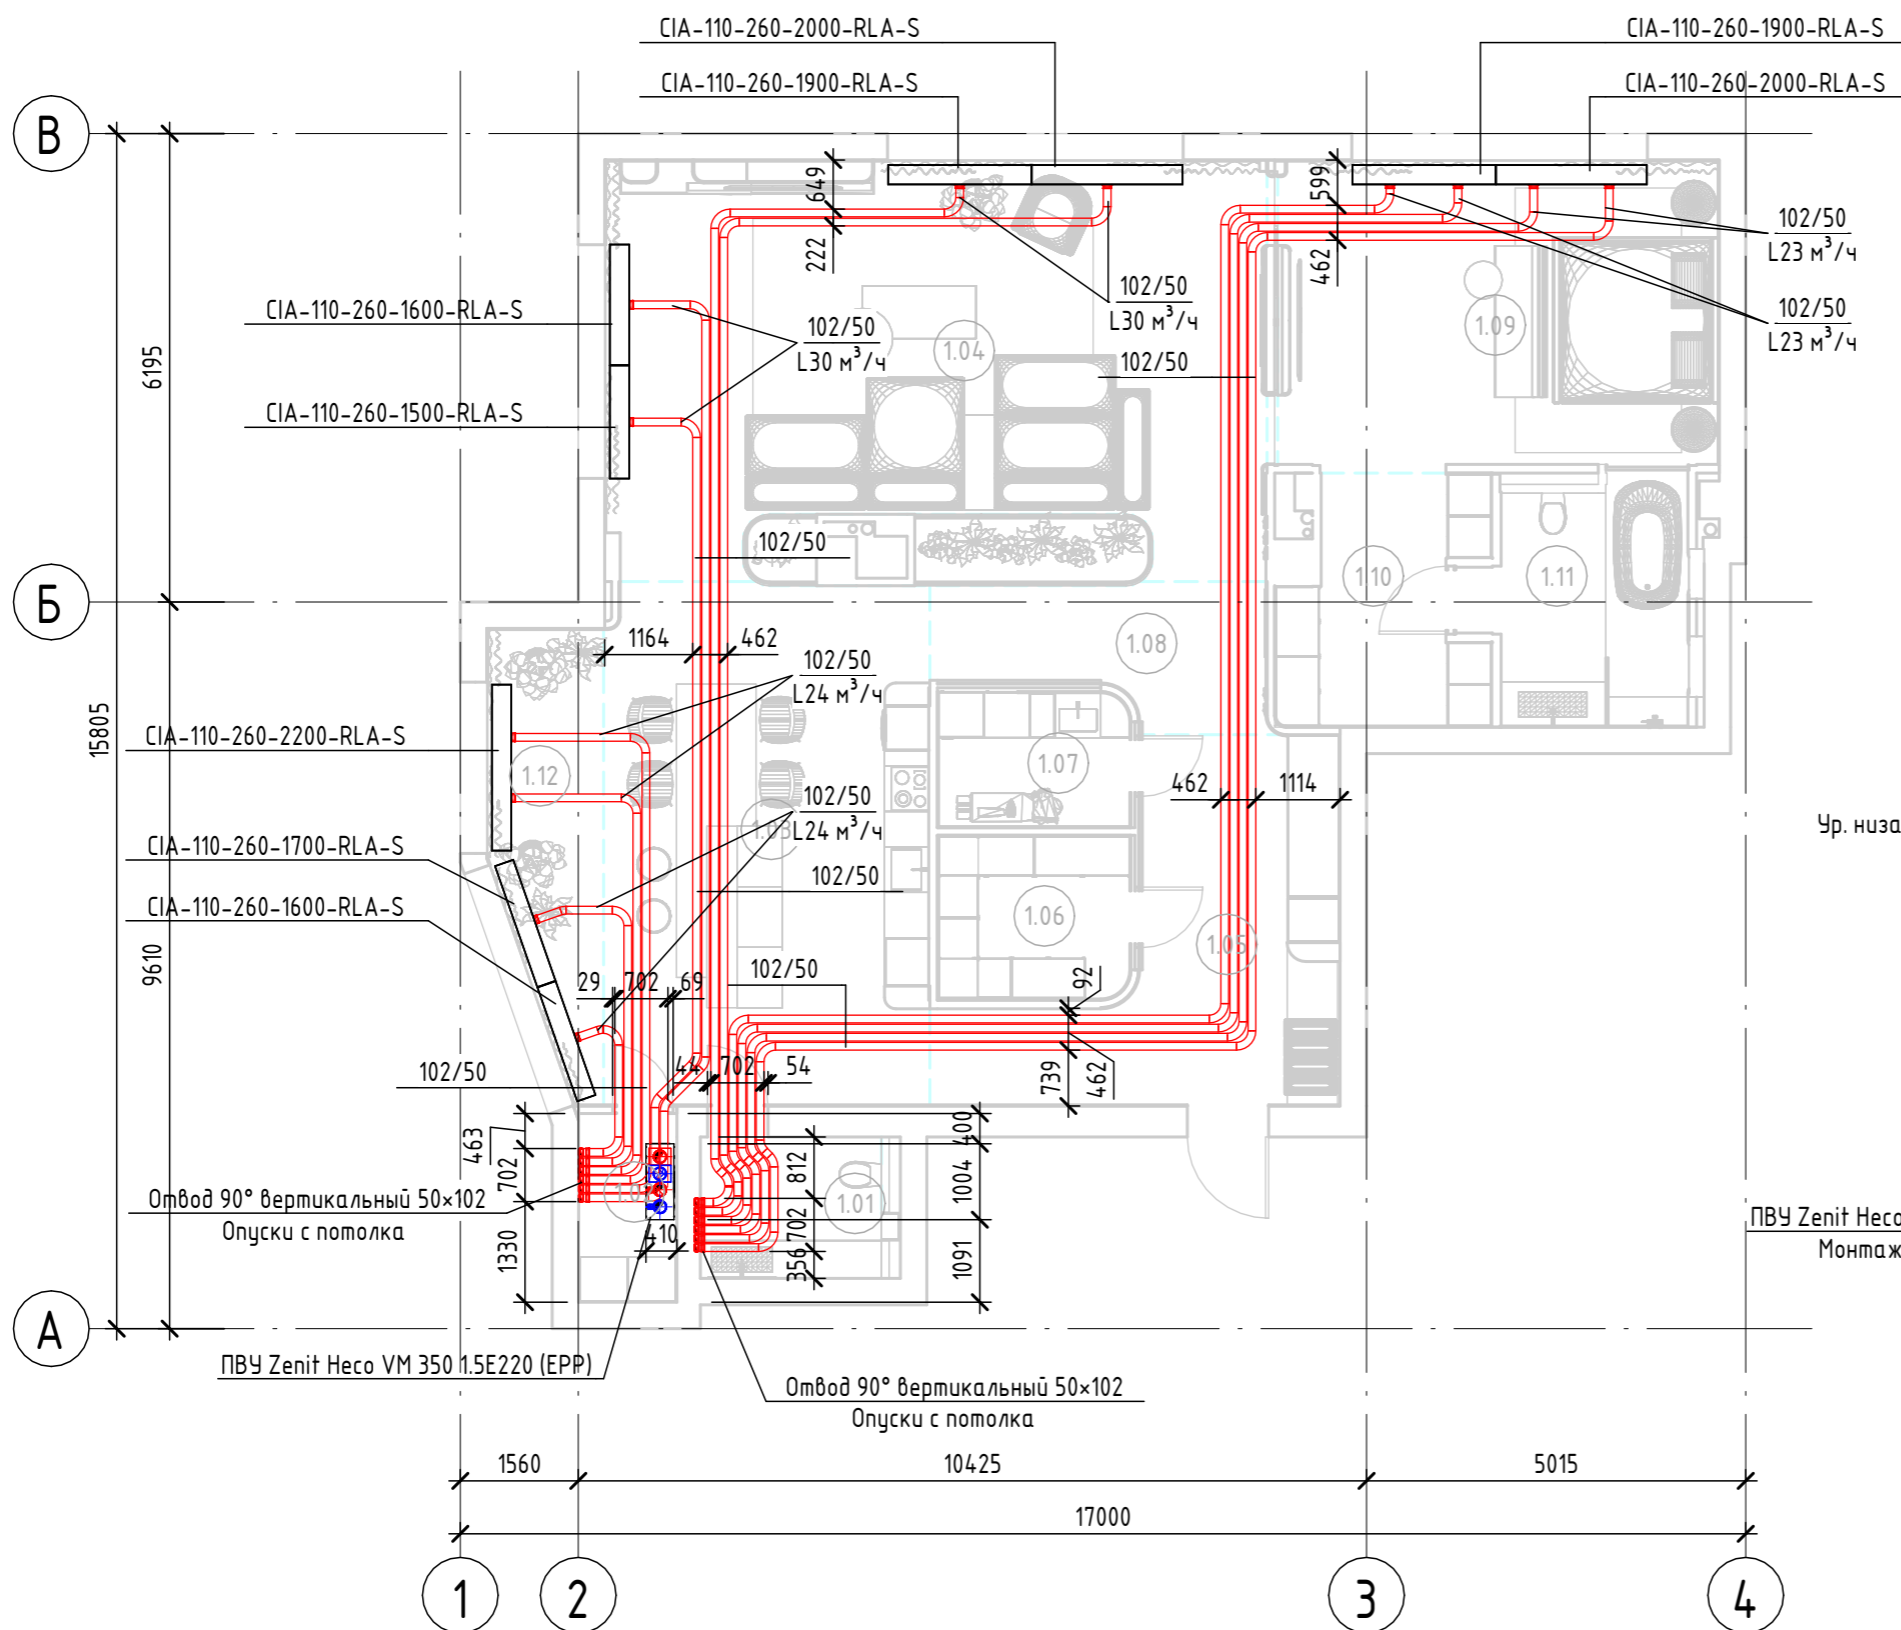 CIA-110-260-2000-RLA-S
CIA-110-260-1900-RLA-S
CIA-110-260-1900-RLA-S
CIA-110-260-2000-RLA-S
В
649
222
599
462
102/50
L23 м³/ч
102/50
L23 м³/ч
102/50
L30 м³/ч
102/50
L30 м³/ч
102/50
CIA-110-260-1600-RLA-S
CIA-110-260-1500-RLA-S
1.04
1.09
6195
102/50
1.10
1.11
Б
1164
462
1.08
102/50
L24 м³/ч
15805
CIA-110-260-2200-RLA-S
1.12
1.07
462
1114
102/50
L24 м³/ч
1.03
Ур. низа
CIA-110-260-1700-RLA-S
102/50
CIA-110-260-1600-RLA-S
1.06
1.05
9610
29
702
69
102/50
92
44
702
54
102/50
739
462
463
702
1330
400
812
1004
702
356
1091
Отвод 90° вертикальный 50×102
Опуски с потолка
1.01
410
ПВУ Zenit Heco
Монтаж
А
ПВУ Zenit Heco VM 350 1.5E220 (EPP)
Отвод 90° вертикальный 50×102
Опуски с потолка
1560
10425
5015
17000
1
2
3
4